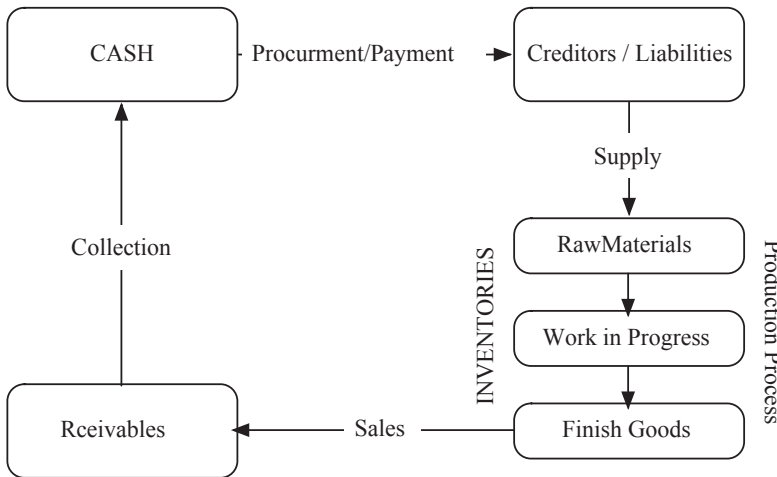 CASH
Procurment/Payment
Creditors / Liabilities
Supply
RawMaterials
Collection
INVENTORIES
Production Process
Work in Progress
Rceivables
Sales
Finish Goods